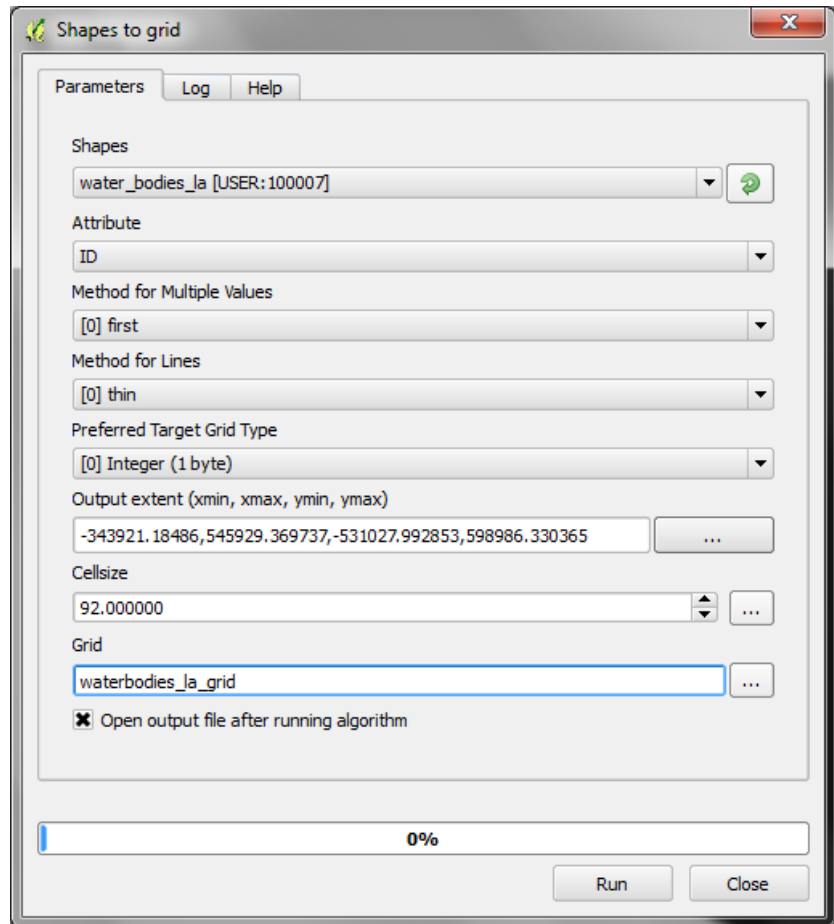 Shapes to grid
Parameters Log Help
Shapes
water_bodies_la [USER:100007]
Attribute
ID
Method for Multiple Values
[0] first
Method for Lines
[0] thin
Preferred Target Grid Type
[0] Integer (1 byte)
Output extent (xmin, xmax, ymin, ymax)
-343921.18486,545929.369737,-531027.992853,598986.330365 ...
Cellsize
92.000000 ...
Grid
waterbodies_la_grid ...
Open output file after running algorithm
0%
Run Close